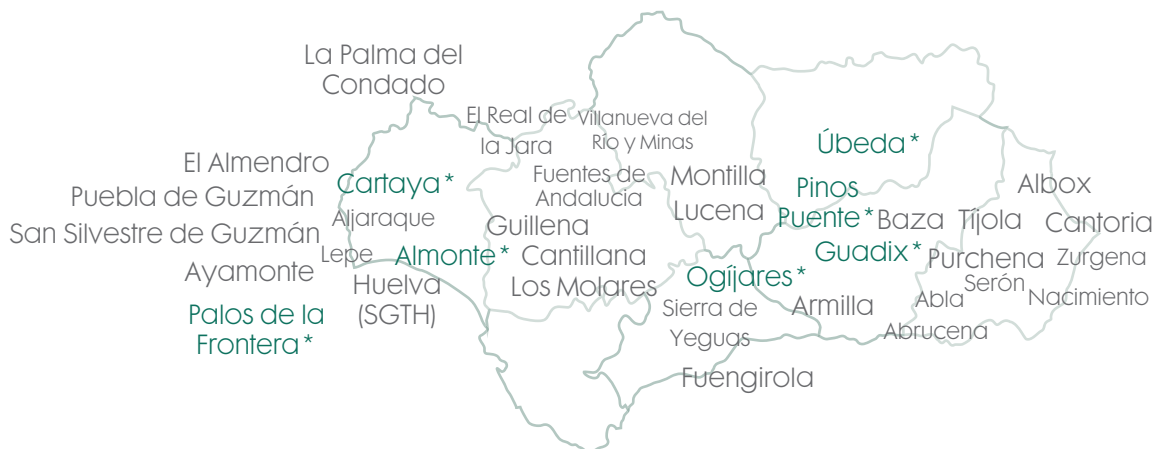 La Palma del
Condado
El Real de
la Jara
Villanueva del
Río y Minas
Úbeda*
El Almendro
Cartaya*
Fuentes de
Andalucía
Montilla
Pinos
Puente*
Albox
Puebla de Guzmán
Aljaraque
Guillena
Lucena
Baza
Tíjola
Cantoria
San Silvestre de Guzmán
Lepe
Almonte*
Cantillana
Guadix*
Purchena
Zurgena
Ayamonte
Huelva
(SGTH)
Los Molares
Ogíjares*
Serón
Nacimiento
Palos de la
Frontera*
Sierra de
Yeguas
Armilla
Abla
Abrucena
Fuengirola